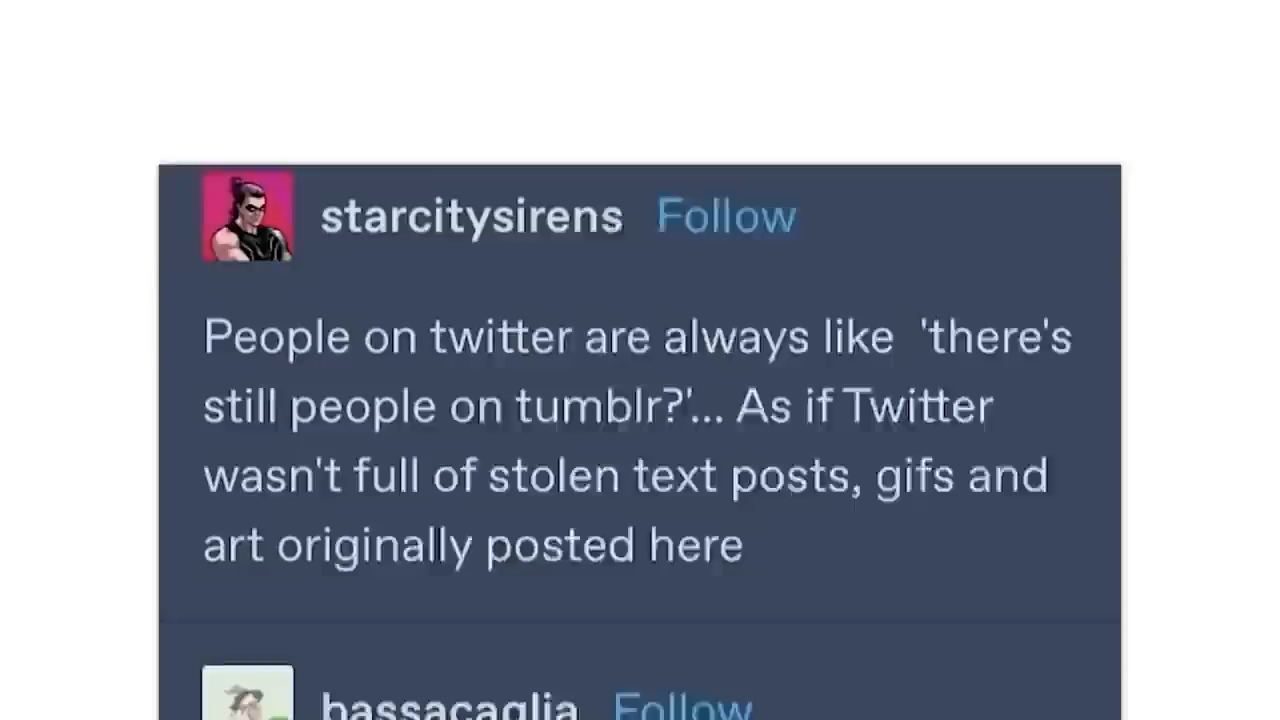 starcitysirens Follow
People on twitter are always like 'there's
still people on tumblr?'... As if Twitter
wasn't full of stolen text posts, gifs and
art originally posted here
bassacaglia Follow